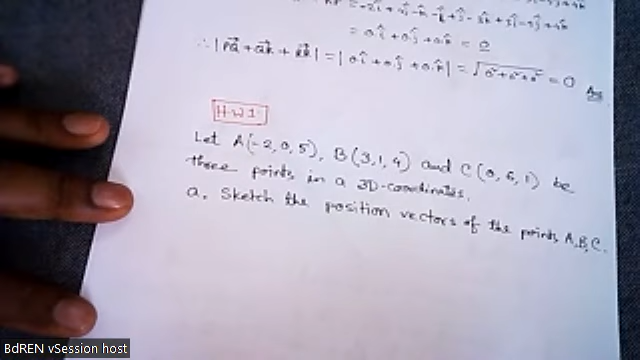 = 0î + 0ĵ + 0k̂ = 0
∴ |PQ + QR + RP| = |0î + 0ĵ + 0.k̂| = √0²+0²+0² = 0 Ans
H.W 1:
Let A(-2,0,5), B(3,1,4) and C(0,6,1) be
three points in a 3D-coordinates.
a. Sketch the position vectors of the points A,B,C.
BdREN vSession host